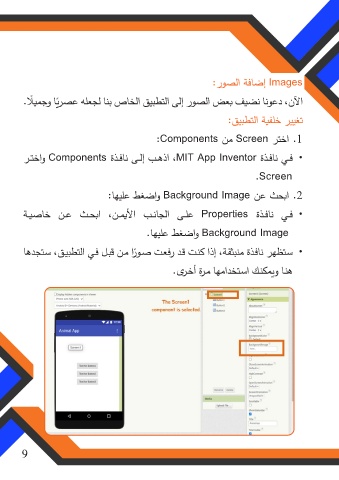 Images إضافة الصور:
الآن، دعونا نضيف بعض الصور إلى التطبيق الخاص بنا لجعله عصريًا وجميلًا.
تغيير خلفية التطبيق:
1. اختر Screen من Components:
• في نافذة MIT App Inventor، اذهب إلى نافذة Components واختر
Screen.
2. ابحث عن Background Image واضغط عليها:
• في نافذة Properties على الجانب الأيمن، ابحث عن خاصية
Background Image واضغط عليها.
• ستظهر نافذة منبثقة، إذا كنت قد رفعت صورًا من قبل في التطبيق، ستجدها
هنا ويمكنك استخدامها مرة أخرى.
The Screen1
component is selected
Animal App
9